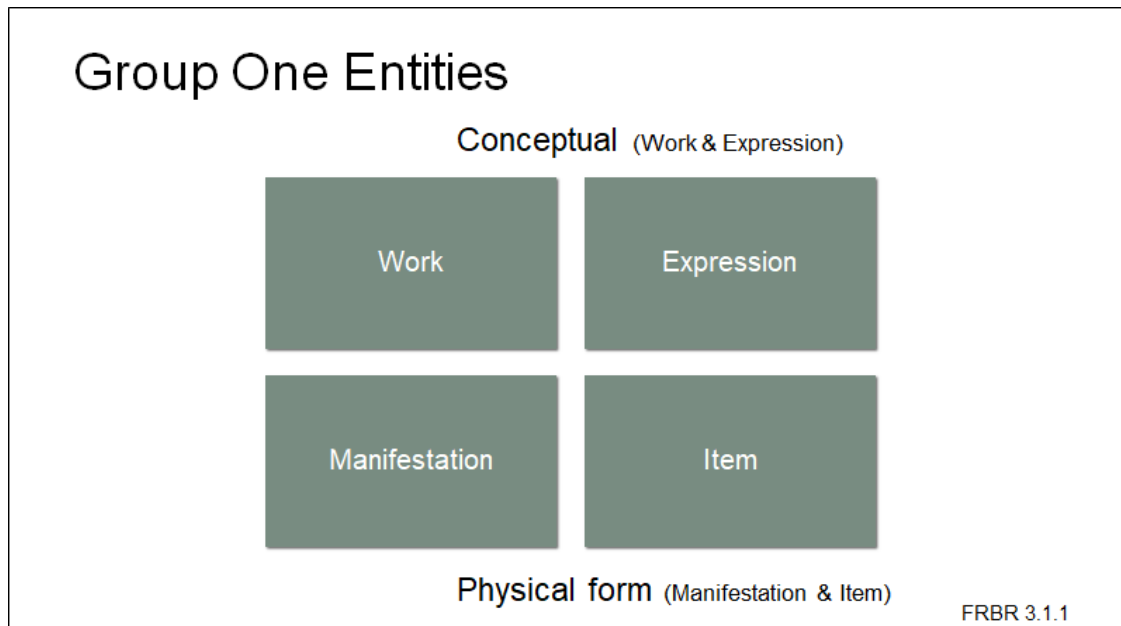 Group One Entities
Conceptual (Work & Expression)
Work
Expression
Manifestation
Item
Physical form (Manifestation & Item)
FRBR 3.1.1